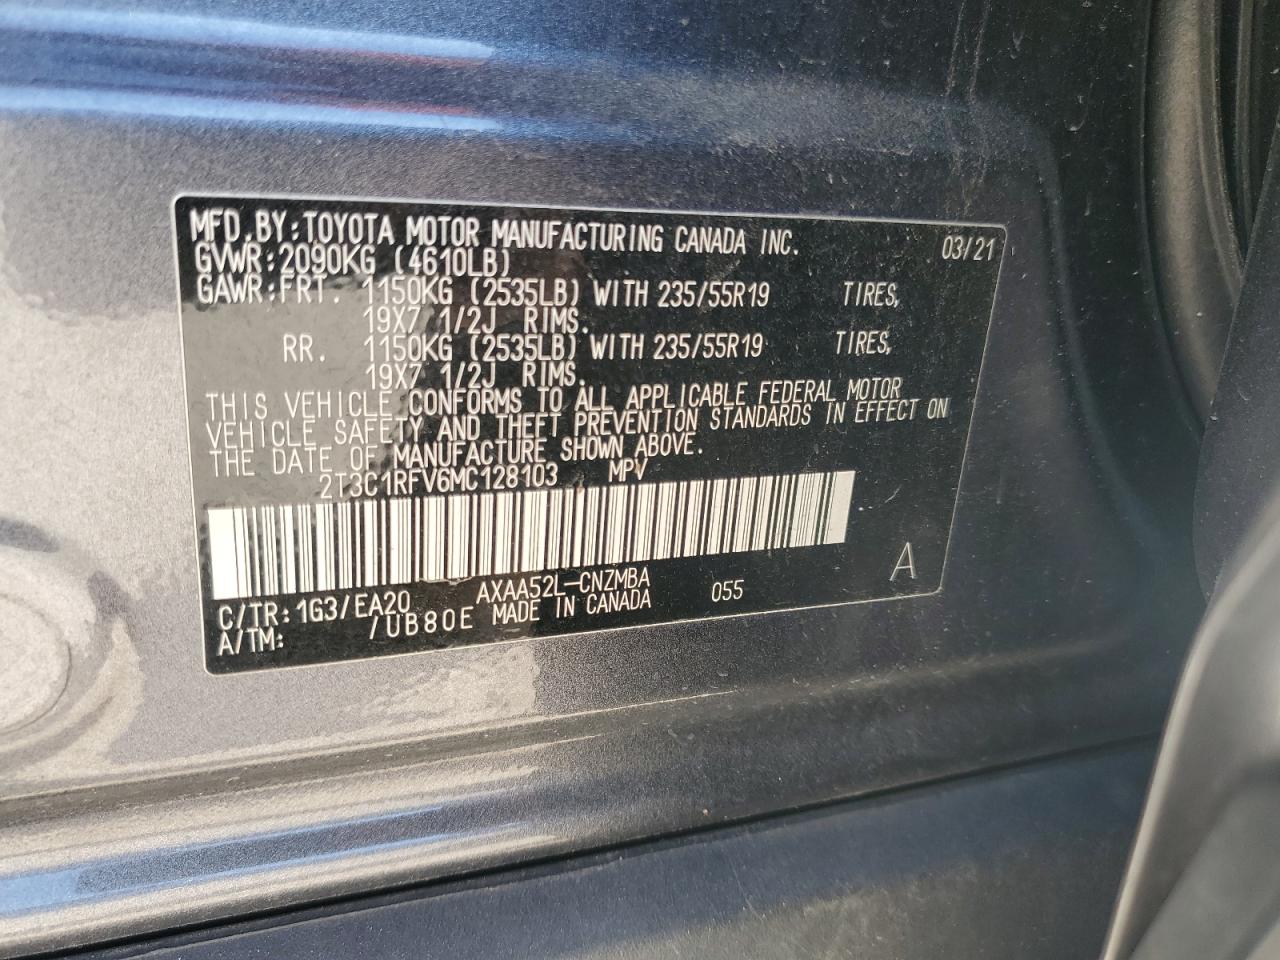 MFD.BY:TOYOTA MOTOR MANUFACTURING CANADA INC. 03/21
GVWR:2090KG (4610LB)
GAWR:FRT. 1150KG (2535LB) WITH 235/55R19 TIRES,
19X7 1/2J RIMS.
RR. 1150KG (2535LB) WITH 235/55R19 TIRES,
19X7 1/2J RIMS.
THIS VEHICLE CONFORMS TO ALL APPLICABLE FEDERAL MOTOR
VEHICLE SAFETY AND THEFT PREVENTION STANDARDS IN EFFECT ON
THE DATE OF MANUFACTURE SHOWN ABOVE.
2T3C1RFV6MC128103 MPV
C/TR:1G3/EA20 AXAA52L-CNZMBA 055 A
A/TM: /UB80E MADE IN CANADA